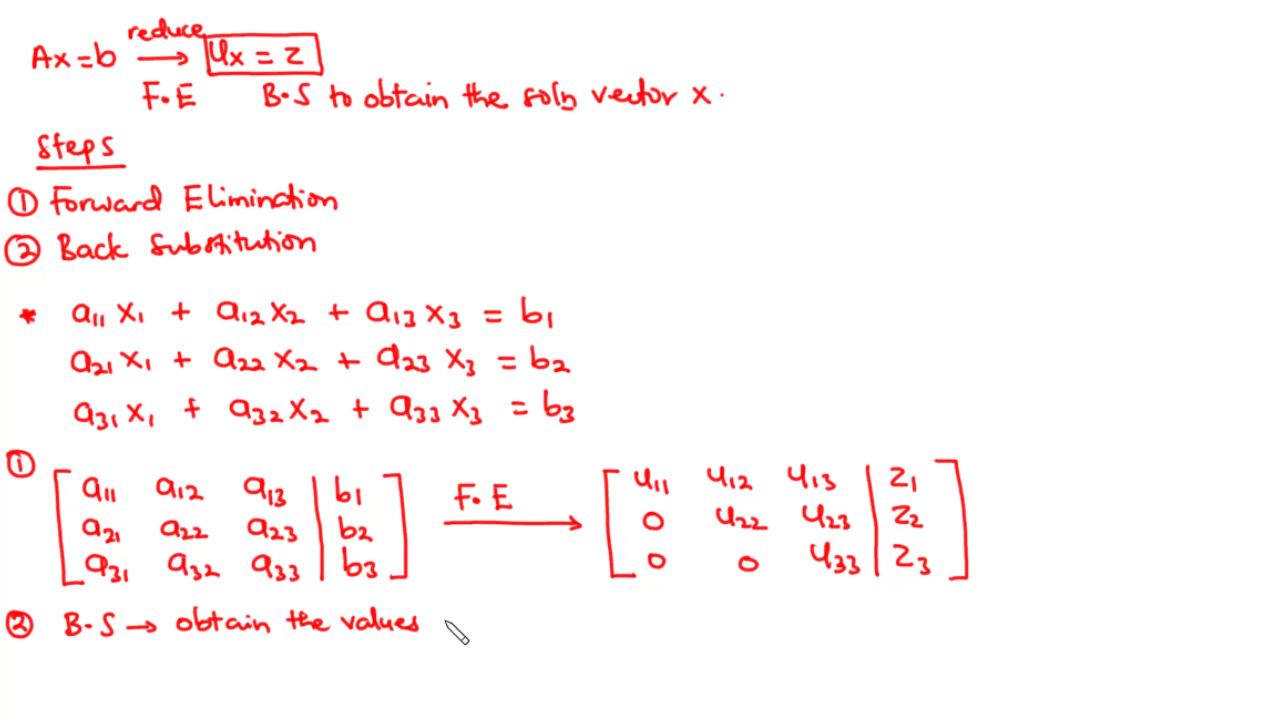 Ax = b reduce → Ux = z
F.E B.S to obtain the soln vector x.
Steps
① Forward Elimination
② Back Substitution
* a₁₁ x₁ + a₁₂ x₂ + a₁₃ x₃ = b₁
a₂₁ x₁ + a₂₂ x₂ + a₂₃ x₃ = b₂
a₃₁ x₁ + a₃₂ x₂ + a₃₃ x₃ = b₃
①
[ a₁₁ a₁₂ a₁₃ | b₁ ] F.E → [ u₁₁ u₁₂ u₁₃ | z₁ ]
[ a₂₁ a₂₂ a₂₃ | b₂ ] [ 0 u₂₂ u₂₃ | z₂ ]
[ a₃₁ a₃₂ a₃₃ | b₃ ] [ 0 0 u₃₃ | z₃ ]
② B.S → obtain the values